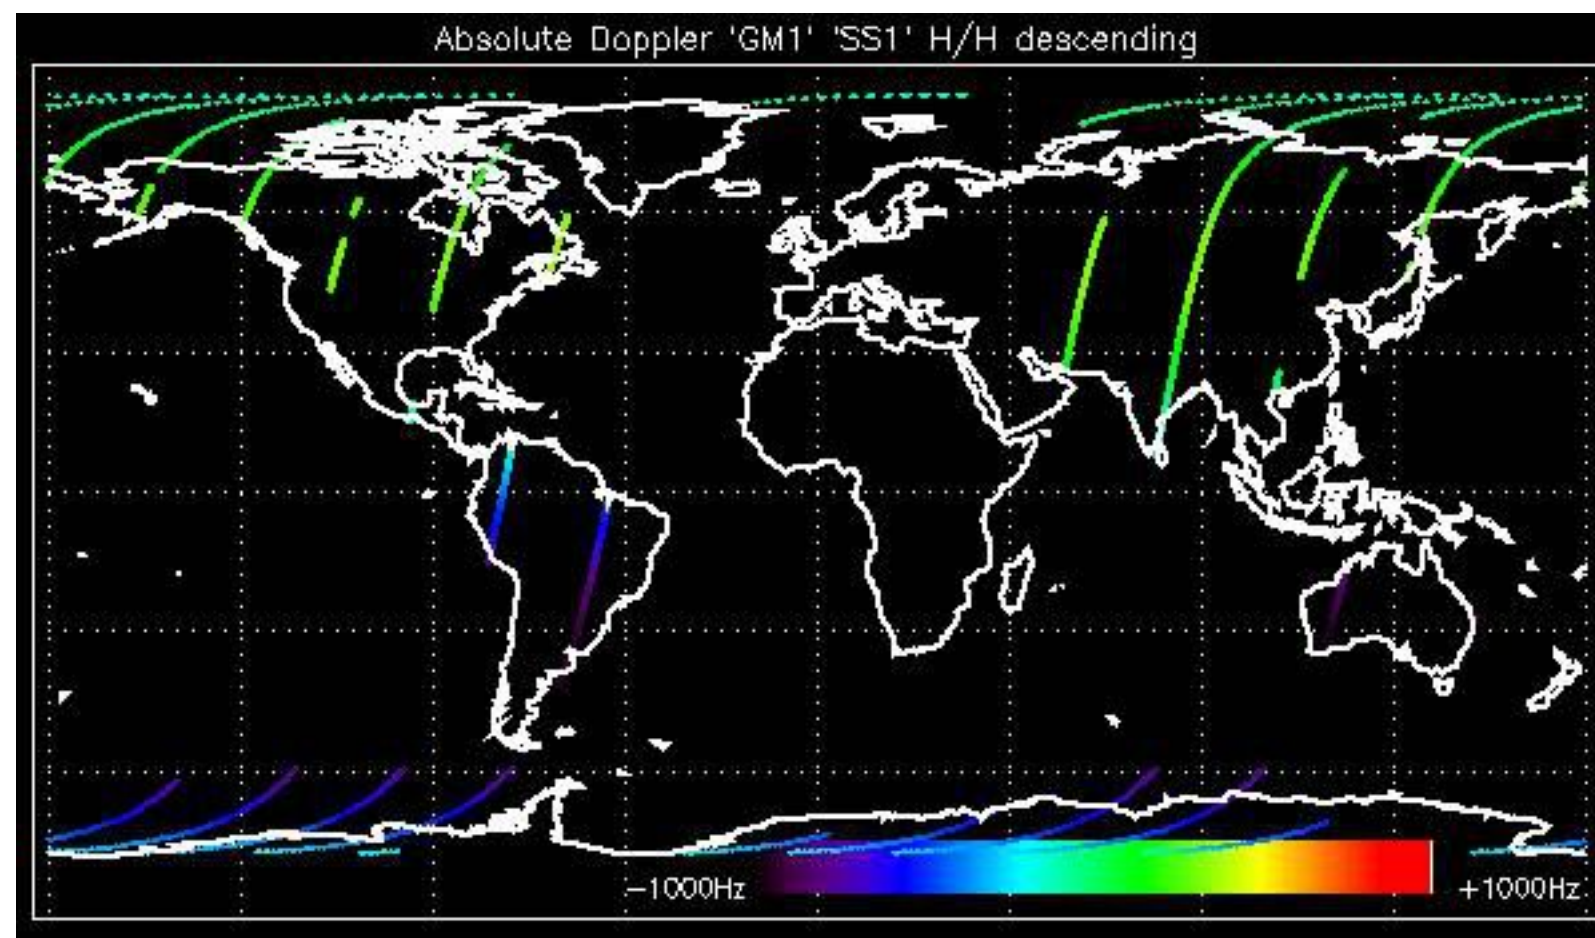 Absolute Doppler 'GM1' 'SS1' H/H descending
−1000Hz
+1000Hz